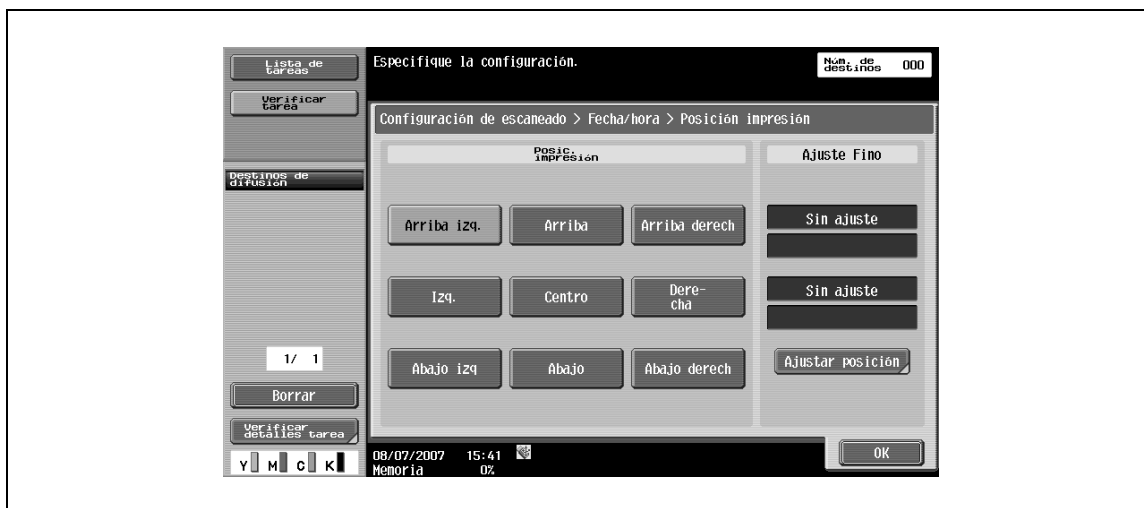 Lista de
tareas
Verificar
tarea
Destinos de
difusión
1/ 1
Borrar
Verificar
detalles tarea
Y M C K
Especifique la configuración.
Núm. de
destinos 000
Configuración de escaneado > Fecha/hora > Posición impresión
Posic.
impresión
Ajuste Fino
Arriba izq. Arriba Arriba derech
Sin ajuste
Izq. Centro Dere-
cha
Sin ajuste
Abajo izq Abajo Abajo derech
Ajustar posición
OK
08/07/2007 15:41
Memoria 0%